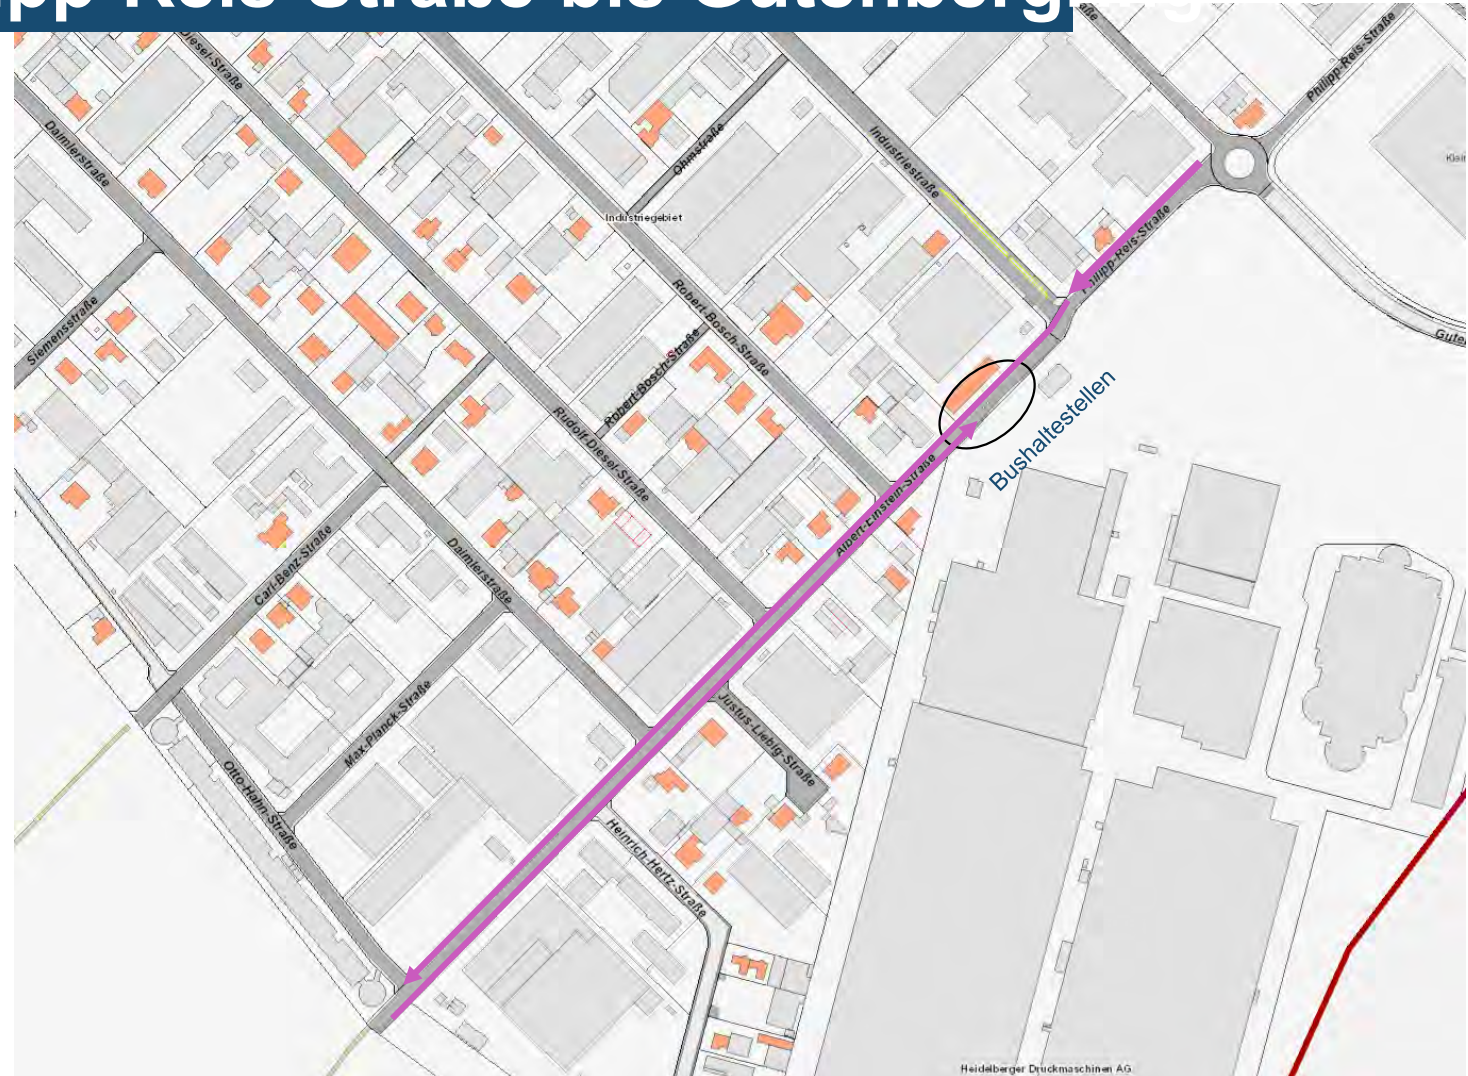 Philipp-Reis-Straße
Diesel-Straße
Daimlerstraße
Ohmstraße
Industriestraße
Industriegebiet
Philipp-Reis-Straße
Siemensstraße
Robert-Bosch-Straße
Robert-Bosch-Straße
Rudolf-Diesel-Straße
Bushaltestellen
Albert-Einstein-Straße
Carl-Benz-Straße
Daimlerstraße
Max-Planck-Straße
Justus-Liebig-Straße
Otto-Hahn-Straße
Heinrich-Hertz-Straße
Heidelberger Druckmaschinen AG